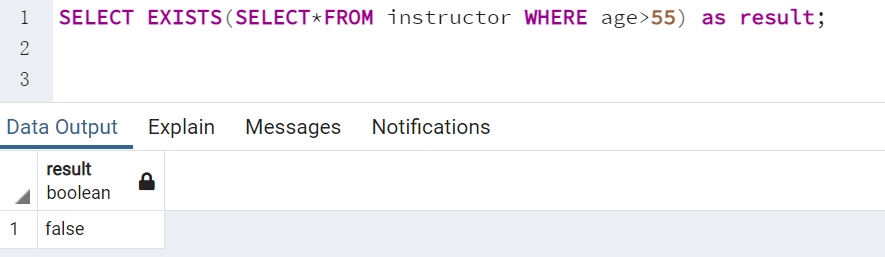 1 SELECT EXISTS(SELECT*FROM instructor WHERE age>55) as result;
2
3
Data Output Explain Messages Notifications
result
boolean
1 false